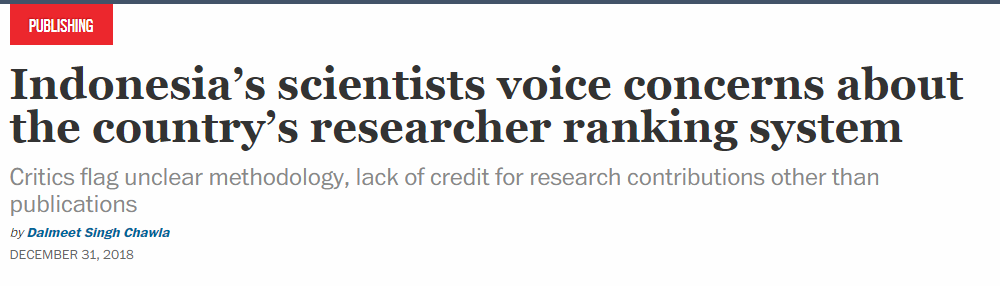 PUBLISHING
Indonesia’s scientists voice concerns about
the country’s researcher ranking system
Critics flag unclear methodology, lack of credit for research contributions other than
publications
by Dalmeet Singh Chawla
DECEMBER 31, 2018